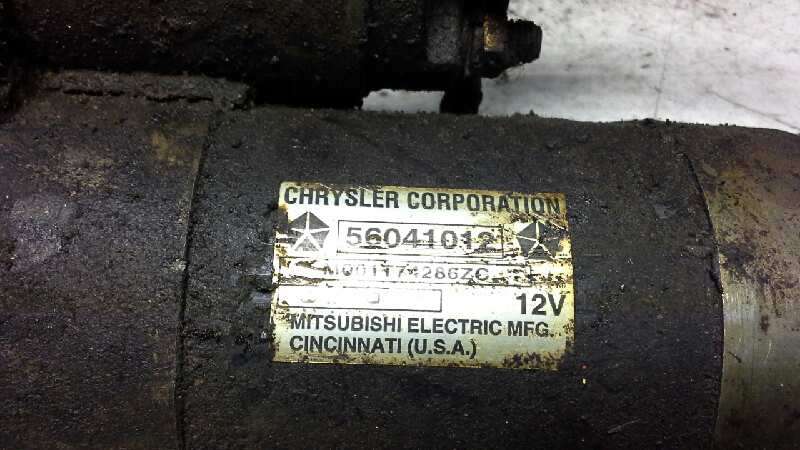 CHRYSLER CORPORATION
56041012
12V
MITSUBISHI ELECTRIC MFG.
CINCINNATI (U.S.A.)